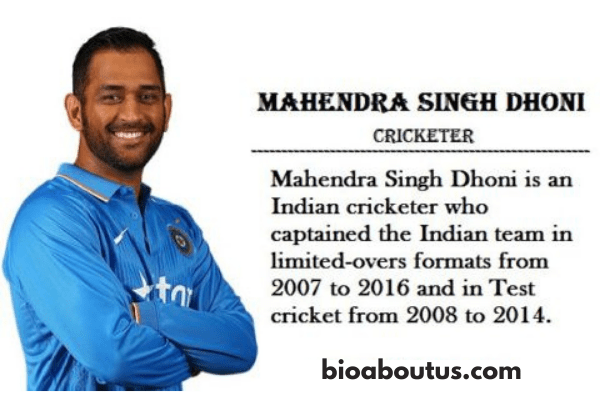 MAHENDRA SINGH DHONI
CRICKETER
Mahendra Singh Dhoni is an
Indian cricketer who
captained the Indian team in
limited-overs formats from
2007 to 2016 and in Test
cricket from 2008 to 2014.
bioaboutus.com